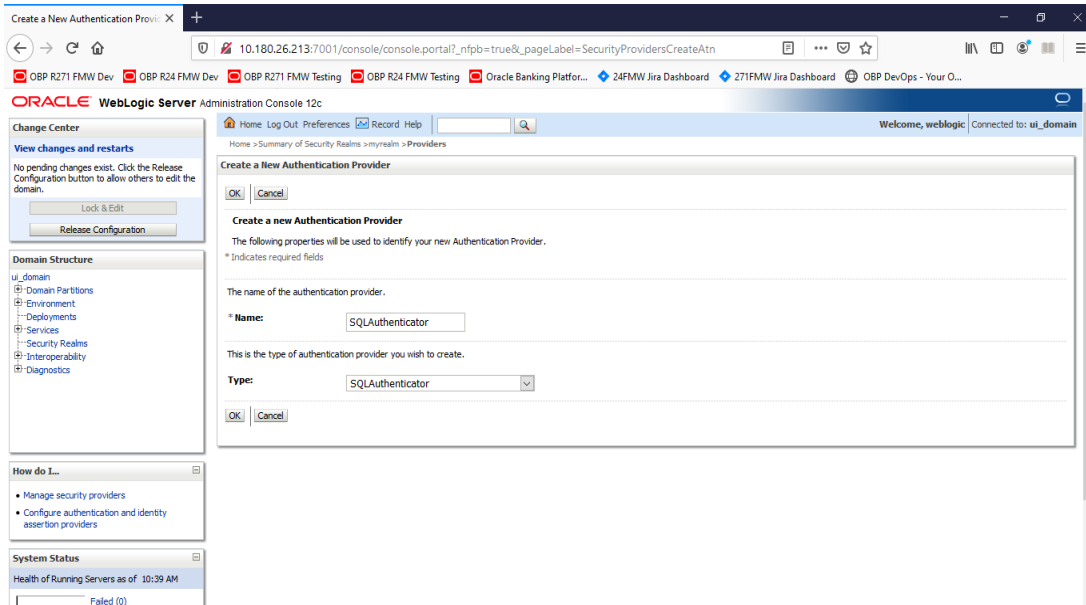 Create a New Authentication Provid
10.180.26.213:7001/console/console.portal?_nfpb=true&_pageLabel=SecurityProvidersCreateAtn
OBP R271 FMW Dev OBP R24 FMW Dev OBP R271 FMW Testing OBP R24 FMW Testing Oracle Banking Platfor... 24FMW Jira Dashboard 271FMW Jira Dashboard OBP DevOps - Your O...
ORACLE WebLogic Server Administration Console 12c
Change Center
View changes and restarts
No pending changes exist. Click the Release
Configuration button to allow others to edit the
domain.
Lock & Edit
Release Configuration
Domain Structure
ui_domain
Domain Partitions
Environment
Deployments
Services
Security Realms
Interoperability
Diagnostics
How do I...
Manage security providers
Configure authentication and identity
assertion providers
System Status
Health of Running Servers as of 10:39 AM
Failed (0)
Home Log Out Preferences Record Help
Welcome, weblogic Connected to: ui_domain
Home >Summary of Security Realms >myrealm >Providers
Create a New Authentication Provider
OK Cancel
Create a new Authentication Provider
The following properties will be used to identify your new Authentication Provider.
* Indicates required fields
The name of the authentication provider.
* Name: SQLAuthenticator
This is the type of authentication provider you wish to create.
Type: SQLAuthenticator
OK Cancel